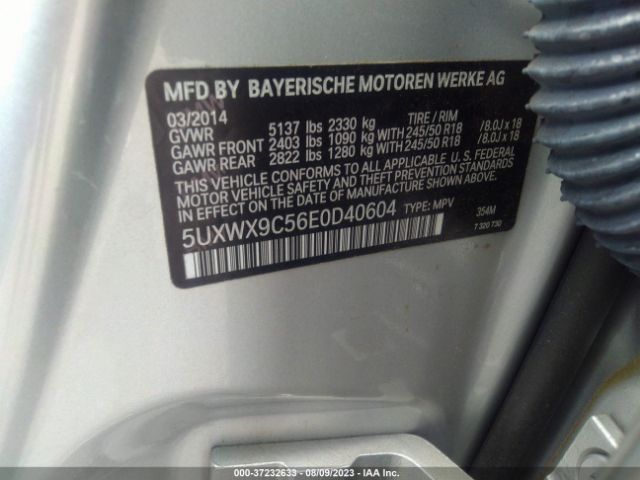 MFD BY BAYERISCHE MOTOREN WERKE AG
03/2014 TIRE / RIM
GVWR 5137 lbs 2330 kg
GAWR FRONT 2403 lbs 1090 kg WITH 245/50 R18 /8.0J x 18
GAWR REAR 2822 lbs 1280 kg WITH 245/50 R18 /8.0J x 18
THIS VEHICLE CONFORMS TO ALL APPLICABLE U.S. FEDERAL
MOTOR VEHICLE SAFETY AND THEFT PREVENTION STANDARDS
IN EFFECT ON THE DATE OF MANUFACTURE SHOWN ABOVE.
5UXWX9C56E0D40604 TYPE: MPV 354M
7 320 730
000-37232633 - 08/09/2023 - IAA Inc.